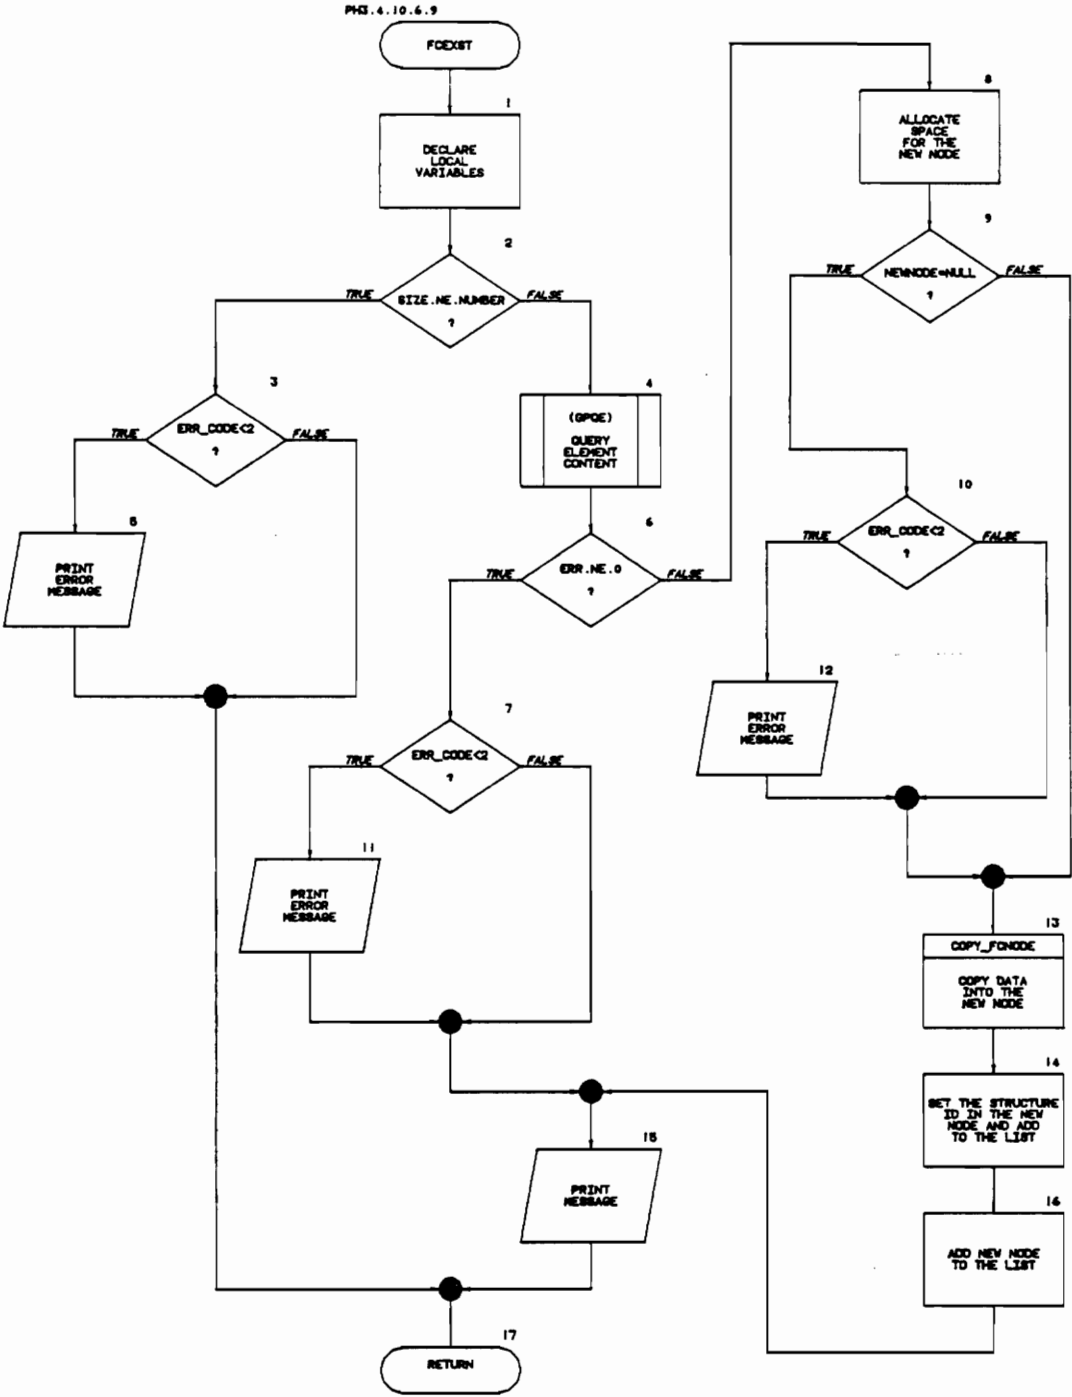 PH3.4.10.6.9
FCEXST
1
DECLARE
LOCAL
VARIABLES
2
TRUE
SIZE.NE.NUMBER
?
FALSE
3
TRUE
ERR_CODE<2
?
FALSE
5
PRINT
ERROR
MESSAGE
4
(GPQE)
QUERY
ELEMENT
CONTENT
6
TRUE
ERR.NE.0
?
FALSE
7
TRUE
ERR_CODE<2
?
FALSE
11
PRINT
ERROR
MESSAGE
8
ALLOCATE
SPACE
FOR THE
NEW NODE
9
TRUE
NEWNODE=NULL
?
FALSE
10
TRUE
ERR_CODE<2
?
FALSE
12
PRINT
ERROR
MESSAGE
13
COPY_FCNODE
COPY DATA
INTO THE
NEW NODE
14
SET THE STRUCTURE
ID IN THE NEW
NODE AND ADD
TO THE LIST
16
ADD NEW NODE
TO THE LIST
15
PRINT
MESSAGE
17
RETURN